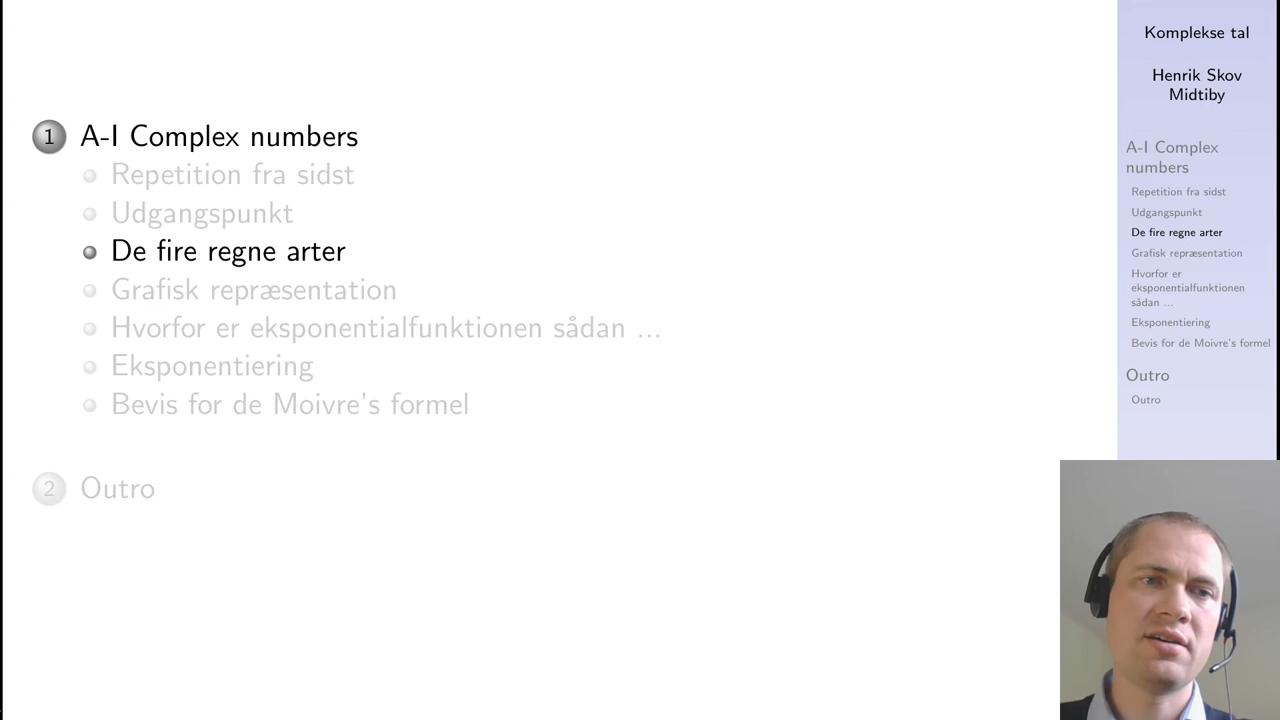 1 A-I Complex numbers
Repetition fra sidst
Udgangspunkt
De fire regne arter
Grafisk repræsentation
Hvorfor er eksponentialfunktionen sådan ...
Eksponentiering
Bevis for de Moivre's formel
2 Outro
Komplekse tal
Henrik Skov
Midtiby
A-I Complex
numbers
Repetition fra sidst
Udgangspunkt
De fire regne arter
Grafisk repræsentation
Hvorfor er
eksponentialfunktionen
sådan ...
Eksponentiering
Bevis for de Moivre's formel
Outro
Outro